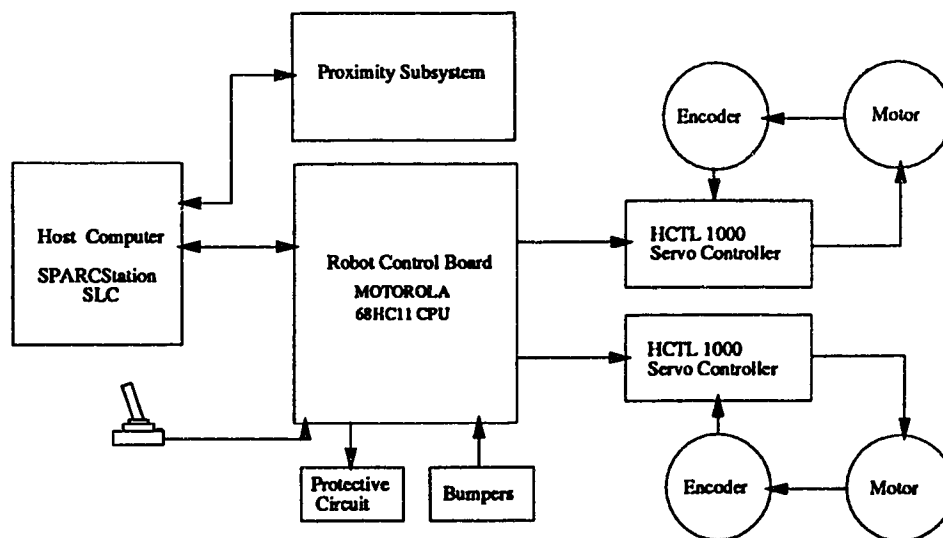 Proximity Subsystem
Encoder
Motor
Host Computer
SPARCStation
SLC
Robot Control Board
MOTOROLA
68HC11 CPU
HCTL 1000
Servo Controller
HCTL 1000
Servo Controller
Protective
Circuit
Bumpers
Encoder
Motor